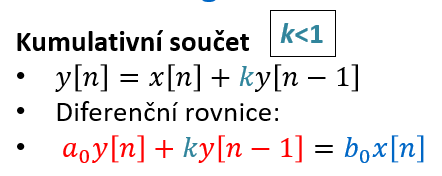 Kumulativní součet k<1
• y[n] = x[n] + ky[n − 1]
• Diferenční rovnice:
• a₀y[n] + ky[n − 1] = b₀x[n]